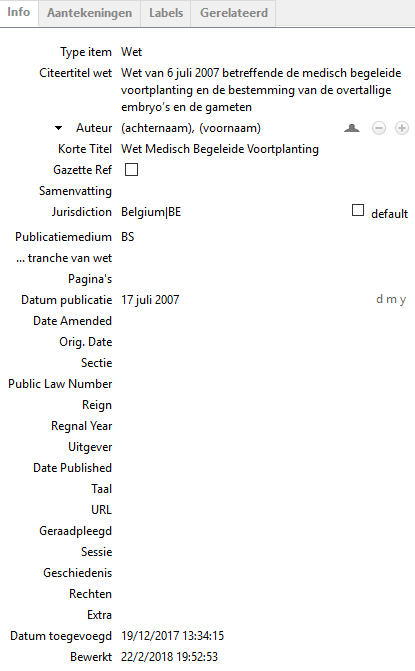 Info Aantekeningen Labels Gerelateerd
Type item Wet
Citeertitel wet Wet van 6 juli 2007 betreffende de medisch begeleide
voortplanting en de bestemming van de overtallige
embryo's en de gameten
Auteur (achternaam), (voornaam)
Korte Titel Wet Medisch Begeleide Voortplanting
Gazette Ref
Samenvatting
Jurisdiction Belgium|BE default
Publicatiemedium BS
... tranche van wet
Pagina's
Datum publicatie 17 juli 2007 d m y
Date Amended
Orig. Date
Sectie
Public Law Number
Reign
Regnal Year
Uitgever
Date Published
Taal
URL
Geraadpleegd
Sessie
Geschiedenis
Rechten
Extra
Datum toegevoegd 19/12/2017 13:34:15
Bewerkt 22/2/2018 19:52:53